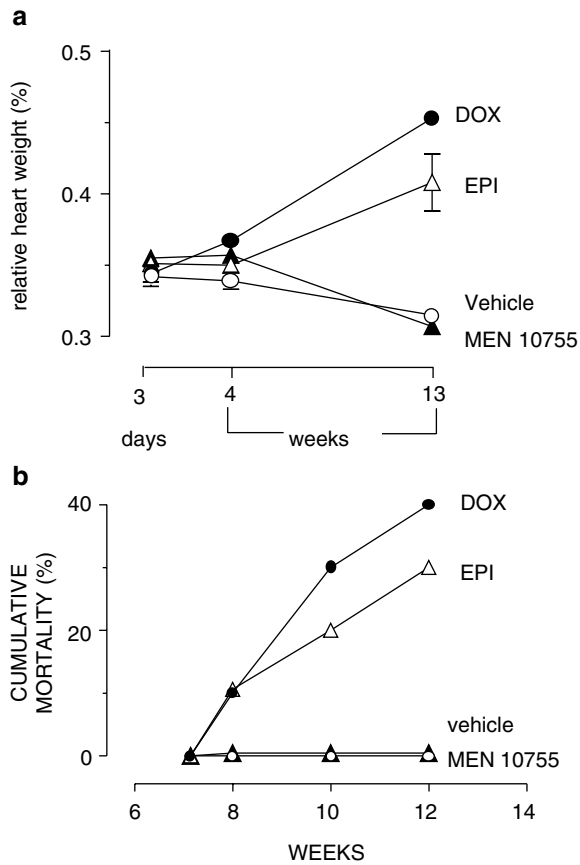 a
0.5
0.4
0.3
relative heart weight (%)
DOX
EPI
Vehicle
MEN 10755
3
4
13
days
weeks
b
40
20
0
CUMULATIVE
MORTALITY (%)
DOX
EPI
vehicle
MEN 10755
6
8
10
12
14
WEEKS